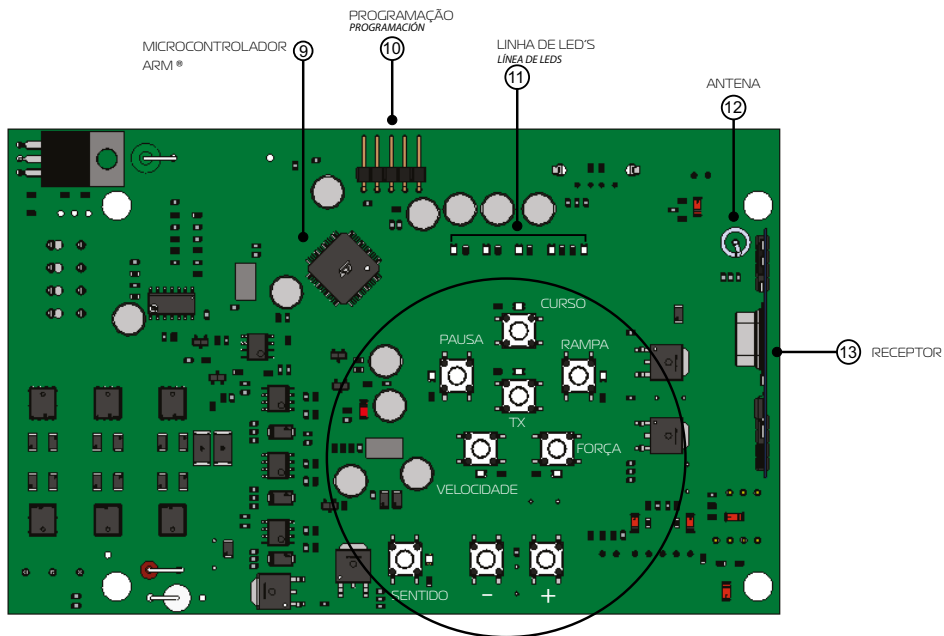 PROGRAMAÇÃO
PROGRAMACIÓN
10
MICROCONTROLADOR
ARM ®
9
LINHA DE LED'S
LÍNEA DE LEDS
11
ANTENA
12
CURSO
PAUSA
RAMPA
13 RECEPTOR
TX
FORÇA
VELOCIDADE
SENTIDO
-
+